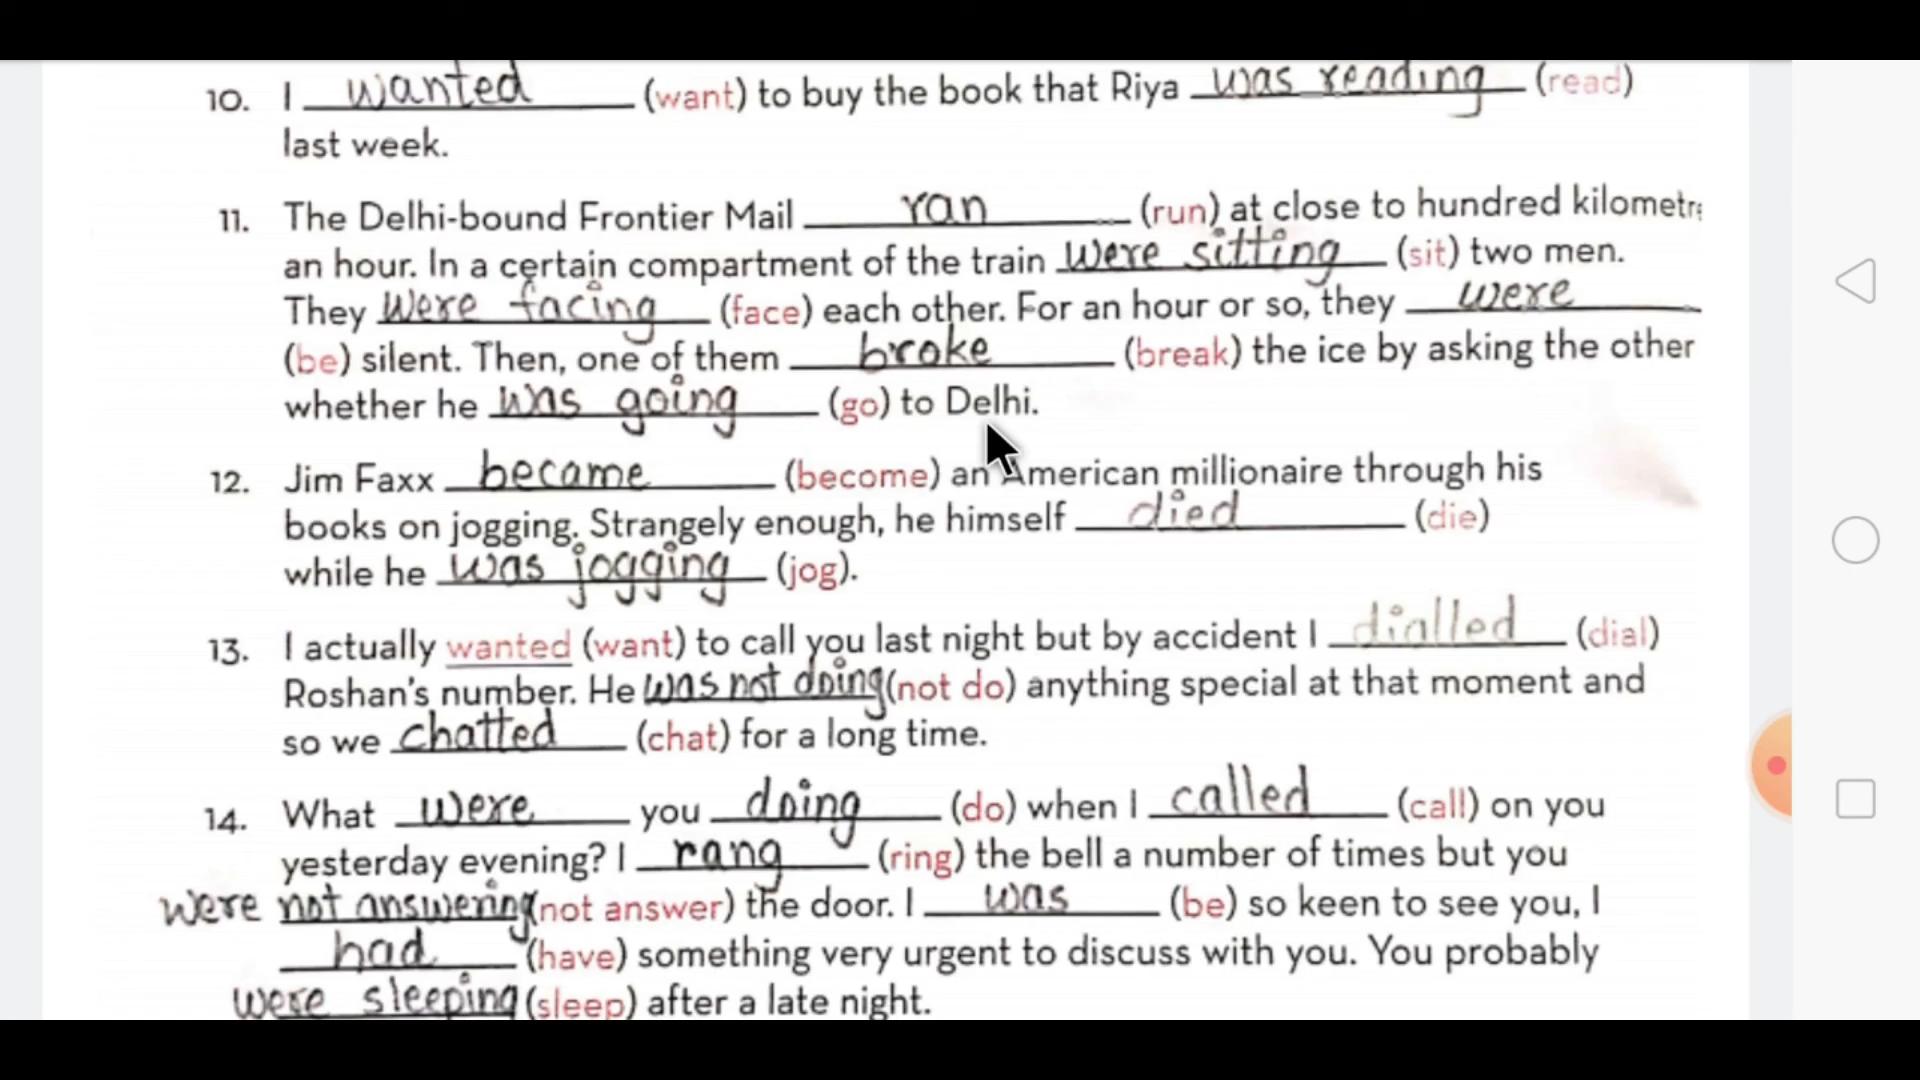 10. I wanted (want) to buy the book that Riya was reading (read)
last week.
11. The Delhi-bound Frontier Mail ran (run) at close to hundred kilometre
an hour. In a certain compartment of the train were sitting (sit) two men.
They were facing (face) each other. For an hour or so, they were
(be) silent. Then, one of them broke (break) the ice by asking the other
whether he was going (go) to Delhi.
12. Jim Faxx became (become) an American millionaire through his
books on jogging. Strangely enough, he himself died (die)
while he was jogging (jog).
13. I actually wanted (want) to call you last night but by accident I dialled (dial)
Roshan's number. He was not doing (not do) anything special at that moment and
so we chatted (chat) for a long time.
14. What were you doing (do) when I called (call) on you
yesterday evening? I rang (ring) the bell a number of times but you
were not answering (not answer) the door. I was (be) so keen to see you, I
had (have) something very urgent to discuss with you. You probably
were sleeping (sleep) after a late night.